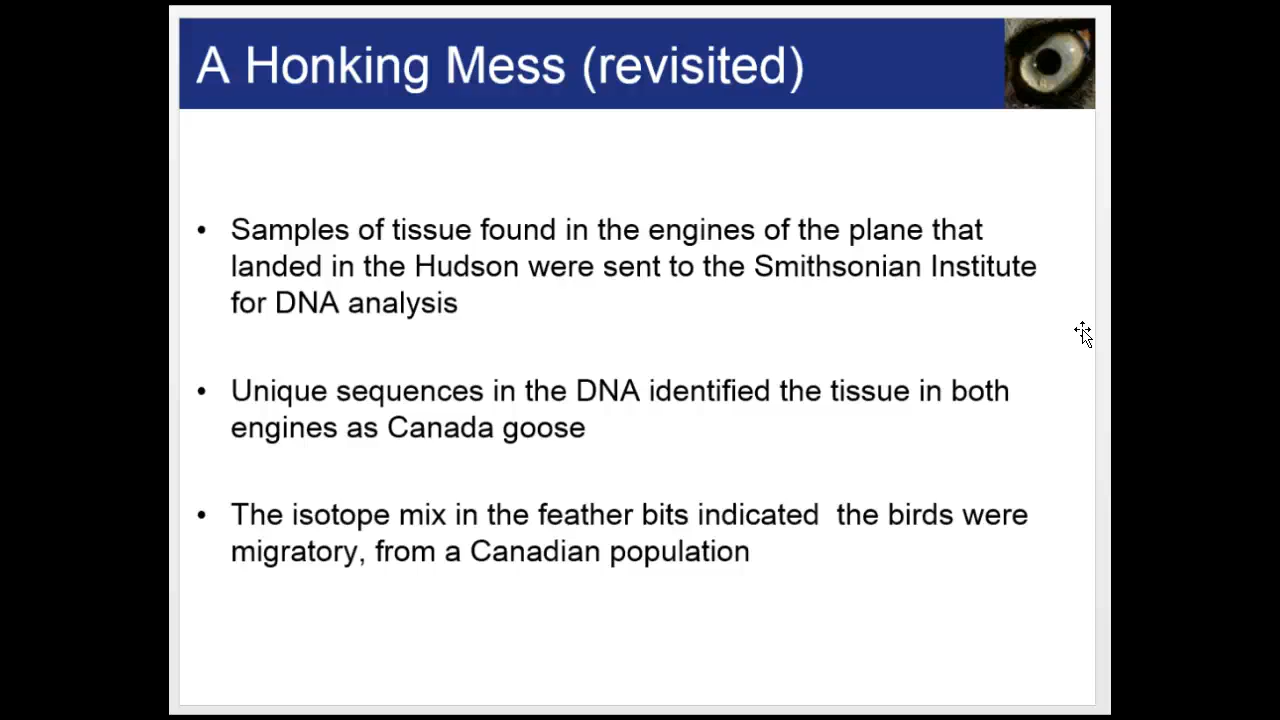 A Honking Mess (revisited)
• Samples of tissue found in the engines of the plane that
landed in the Hudson were sent to the Smithsonian Institute
for DNA analysis
• Unique sequences in the DNA identified the tissue in both
engines as Canada goose
• The isotope mix in the feather bits indicated  the birds were
migratory, from a Canadian population